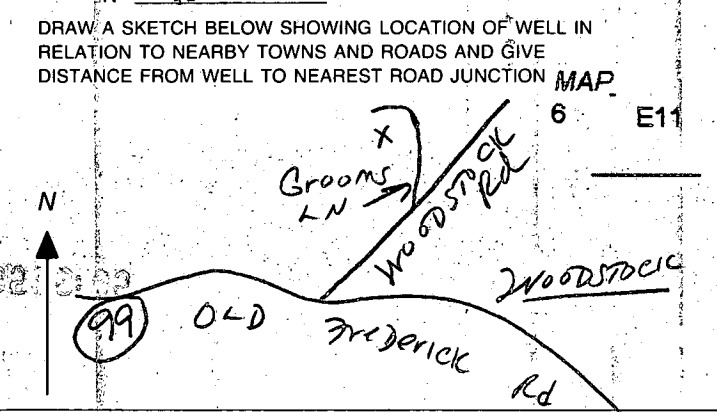 DRAW A SKETCH BELOW SHOWING LOCATION OF WELL IN
RELATION TO NEARBY TOWNS AND ROADS AND GIVE
DISTANCE FROM WELL TO NEAREST ROAD JUNCTION
MAP
6 E11
X
Grooms
LN
WOODSTOCK
Rd
N
WOODSTOCK
99 OLD Frederick Rd